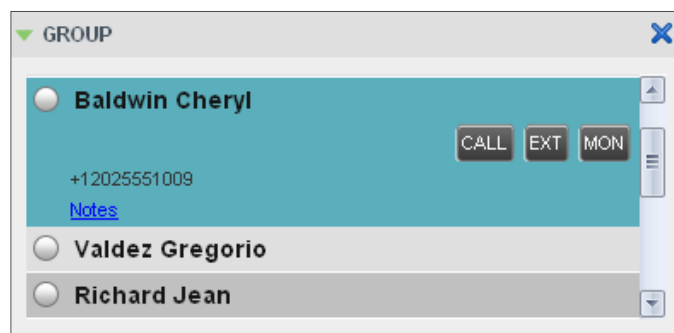 GROUP
Baldwin Cheryl
CALL EXT MON
+12025551009
Notes
Valdez Gregorio
Richard Jean